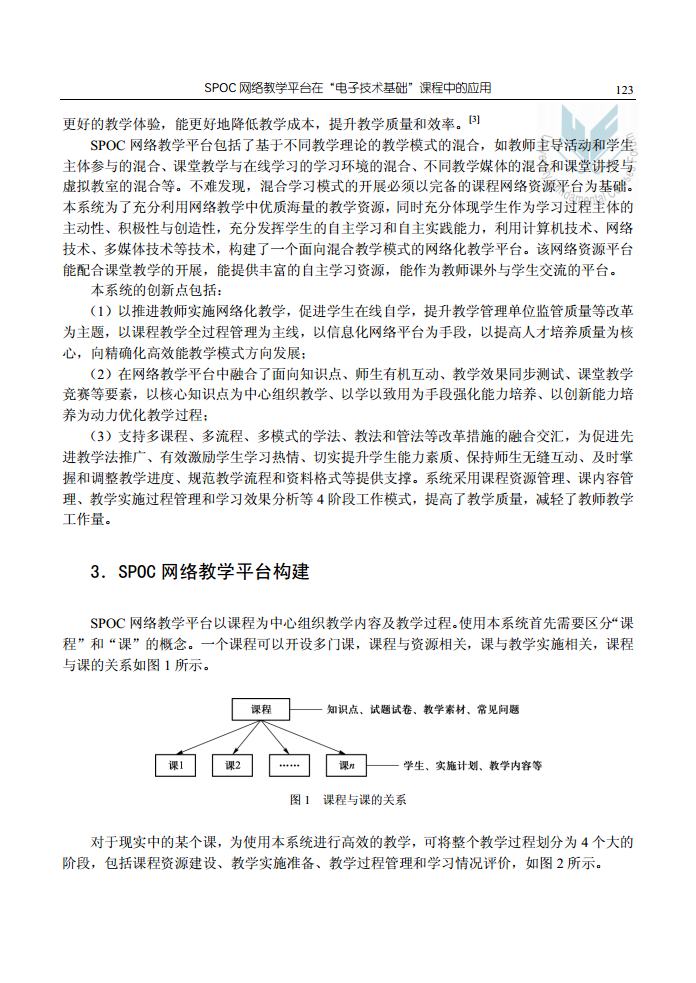 SPOC 网络教学平台在“电子技术基础”课程中的应用 123
更好的教学体验，能更好地降低教学成本，提升教学质量和效率。[3]
SPOC 网络教学平台包括了基于不同教学理论的教学模式的混合，如教师主导活动和学生
主体参与的混合、课堂教学与在线学习的学习环境的混合、不同教学媒体的混合和课堂讲授与
虚拟教室的混合等。不难发现，混合学习模式的开展必须以完备的课程网络资源平台为基础。
本系统为了充分利用网络教学中优质海量的教学资源，同时充分体现学生作为学习过程主体的
主动性、积极性与创造性，充分发挥学生的自主学习和自主实践能力，利用计算机技术、网络
技术、多媒体技术等技术，构建了一个面向混合教学模式的网络化教学平台。该网络资源平台
能配合课堂教学的开展，能提供丰富的自主学习资源，能作为教师课外与学生交流的平台。
本系统的创新点包括：
（1）以推进教师实施网络化教学，促进学生在线自学，提升教学管理单位监管质量等改革
为主题，以课程教学全过程管理为主线，以信息化网络平台为手段，以提高人才培养质量为核
心，向精确化高效能教学模式方向发展；
（2）在网络教学平台中融合了面向知识点、师生有机互动、教学效果同步测试、课堂教学
竞赛等要素，以核心知识点为中心组织教学、以学以致用为手段强化能力培养、以创新能力培
养为动力优化教学过程；
（3）支持多课程、多流程、多模式的学法、教法和管法等改革措施的融合交汇，为促进先
进教学法推广、有效激励学生学习热情、切实提升学生能力素质、保持师生无缝互动、及时掌
握和调整教学进度、规范教学流程和资料格式等提供支撑。系统采用课程资源管理、课内容管
理、教学实施过程管理和学习效果分析等 4 阶段工作模式，提高了教学质量，减轻了教师教学
工作量。
3．SPOC 网络教学平台构建
SPOC 网络教学平台以课程为中心组织教学内容及教学过程。使用本系统首先需要区分“课
程”和“课”的概念。一个课程可以开设多门课，课程与资源相关，课与教学实施相关，课程
与课的关系如图 1 所示。
课程 知识点、试题试卷、教学素材、常见问题
课1 课2 …… 课n 学生、实施计划、教学内容等
图 1 课程与课的关系
对于现实中的某个课，为使用本系统进行高效的教学，可将整个教学过程划分为 4 个大的
阶段，包括课程资源建设、教学实施准备、教学过程管理和学习情况评价，如图 2 所示。